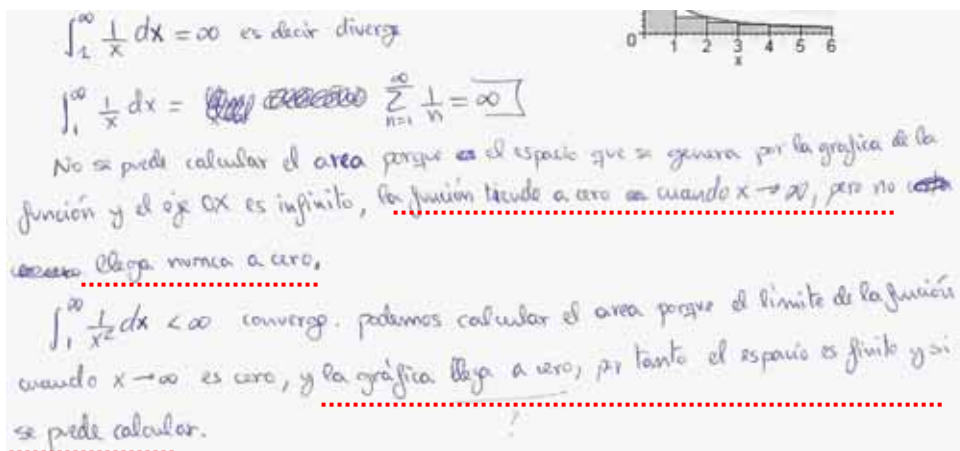 ∫₁^∞ 1/x dx = ∞ es decir diverge
0 1 2 3 4 5 6
x
∫₁^∞ 1/x dx = ∑_{n=1}^∞ 1/n = ∞
No se puede calcular el area porque el espacio que se genera por la grafica de la
función y el eje OX es infinito, la función tiende a cero cuando x → ∞, pero no
llega nunca a cero.
∫₁^∞ 1/x² dx < ∞ converge. podemos calcular el area porque el límite de la función
cuando x → ∞ es cero, y la gráfica llega a cero, por tanto el espacio es finito y si
!
se puede calcular.